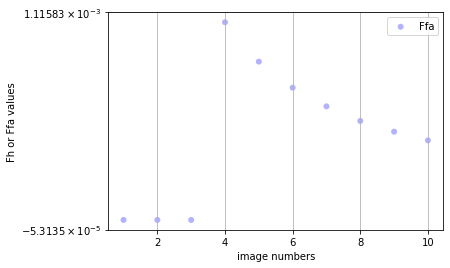 1.11583 × 10⁻³
Ffa
Fh or Ffa values
−5.3135 × 10⁻⁵
2 4 6 8 10
image numbers